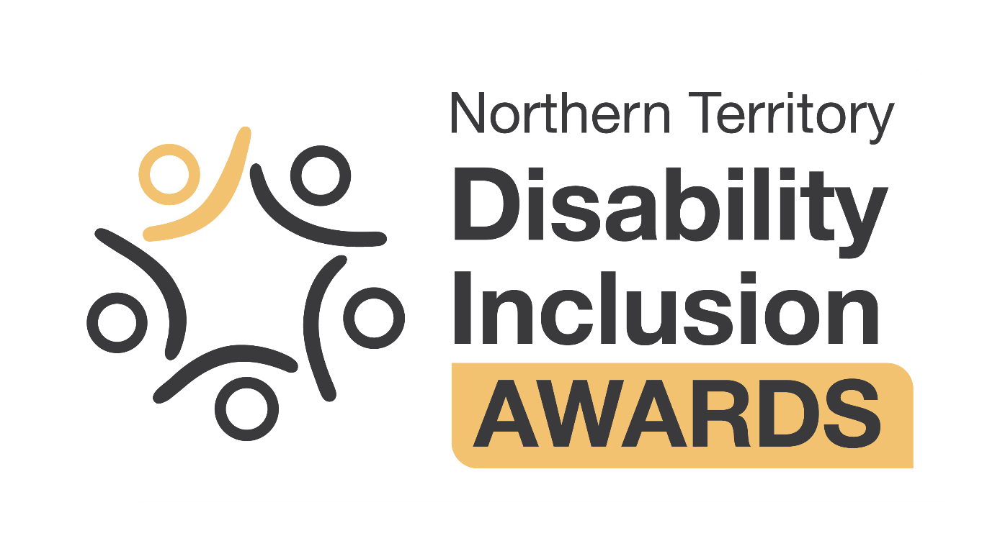 Northern Territory
Disability
Inclusion
AWARDS